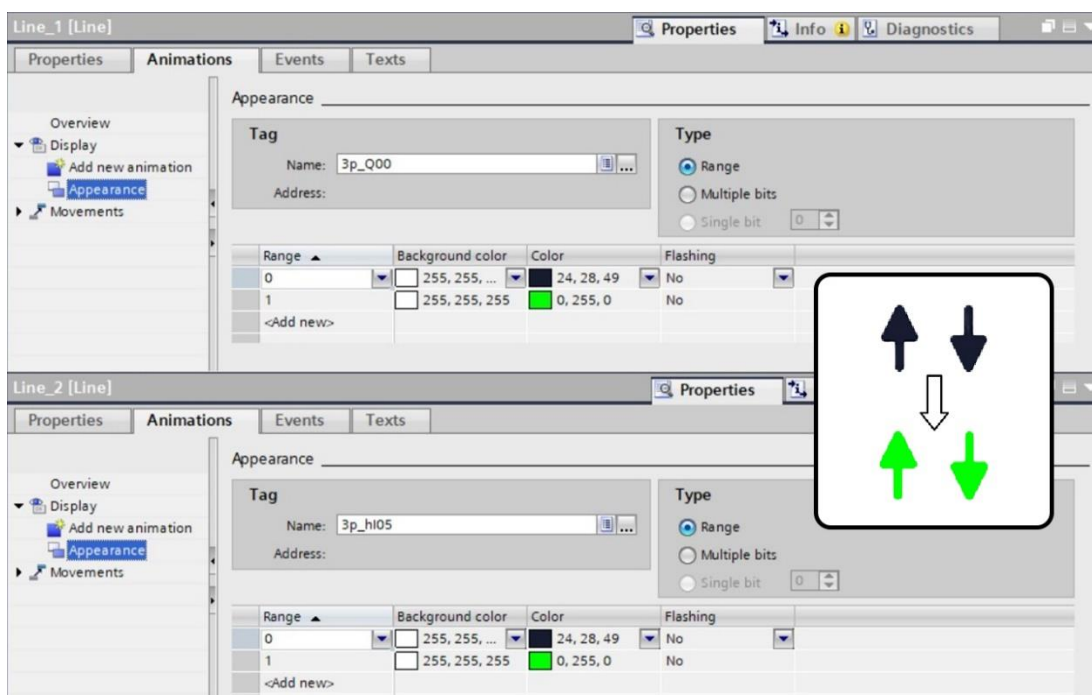 Line_1 [Line]
Properties Info Diagnostics
Properties Animations Events Texts
Appearance
Overview
Display
Add new animation
Appearance
Movements
Tag
Name: 3p_Q00
Address:
Type
Range
Multiple bits
Single bit 0
Range Background color Color Flashing
0 255, 255, ... 24, 28, 49 No
1 255, 255, 255 0, 255, 0 No
<Add new>
Line_2 [Line]
Properties
Properties Animations Events Texts
Appearance
Overview
Display
Add new animation
Appearance
Movements
Tag
Name: 3p_hI05
Address:
Type
Range
Multiple bits
Single bit 0
Range Background color Color Flashing
0 255, 255, ... 24, 28, 49 No
1 255, 255, 255 0, 255, 0 No
<Add new>